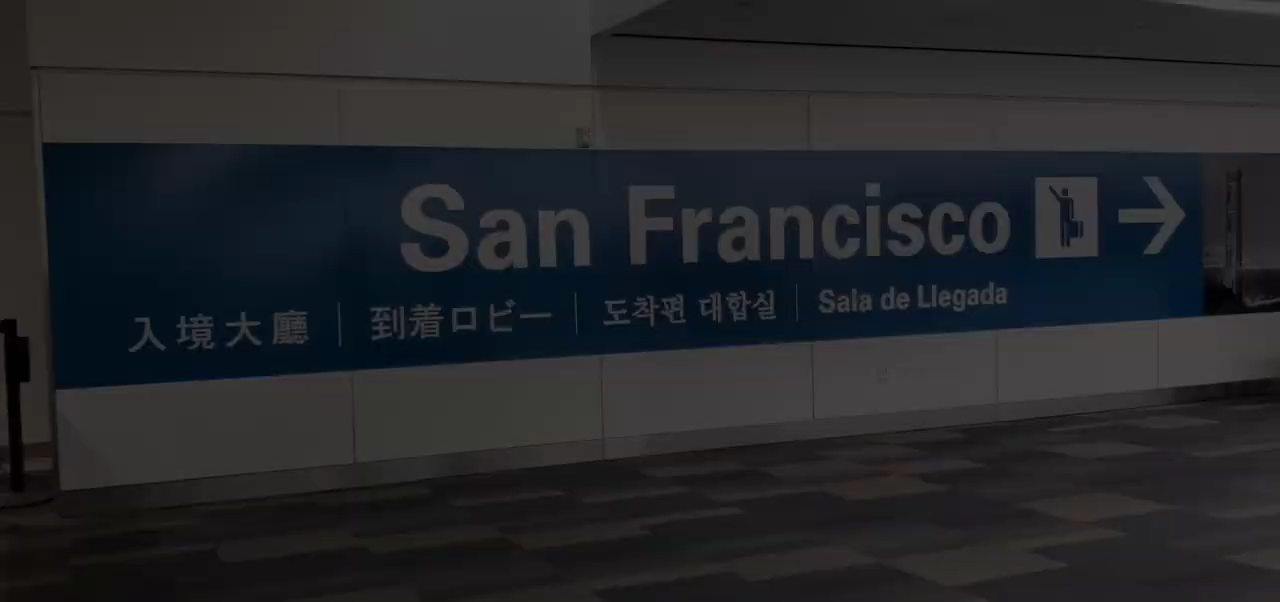 San Francisco
入境大廳 | 到着ロビー | 도착편 대합실 | Sala de Llegada